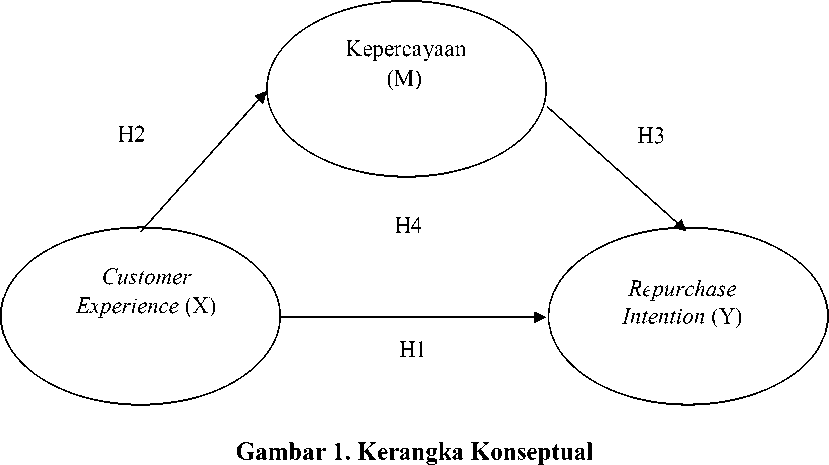 Kepercayaan
(M)
H2
H3
H4
Customer
Experience (X)
Repurchase
Intention (Y)
H1
Gambar 1. Kerangka Konseptual